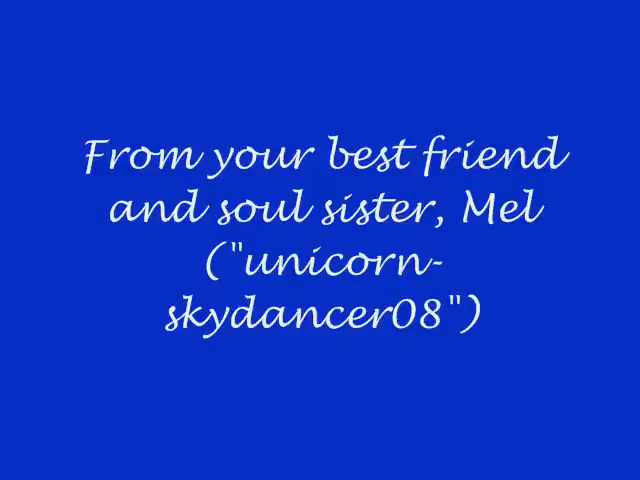 From your best friend
and soul sister, Mel
("unicorn-
skydancer08")